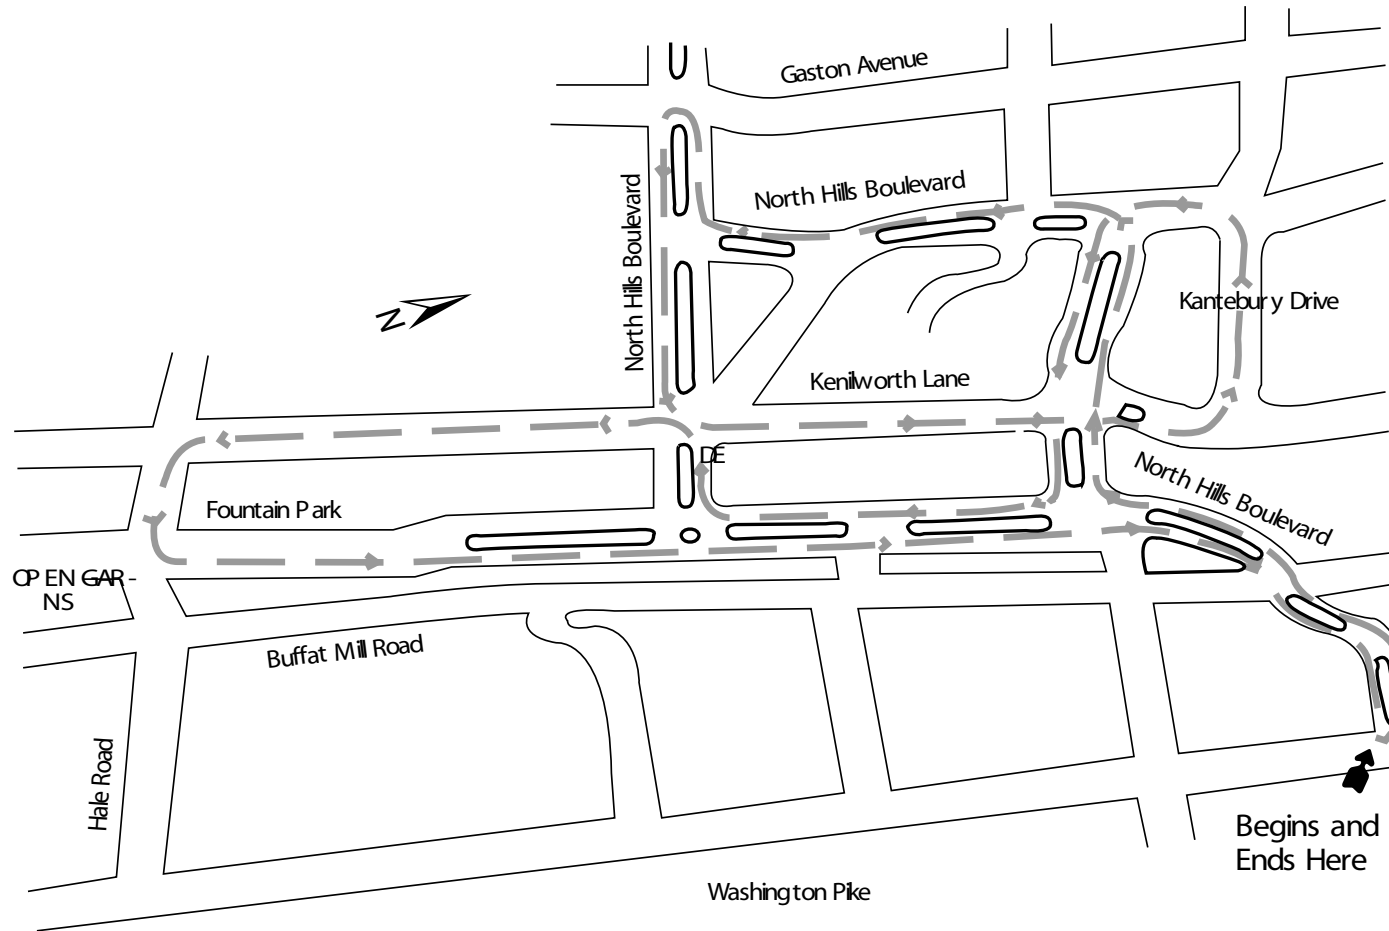 Gaston Avenue
North Hills Boulevard
North Hills Boulevard
Kantebury Drive
N
Kenilworth Lane
DE
North Hills Boulevard
Fountain Park
OPEN GAR-
NS
Buffat Mill Road
Hale Road
Begins and
Ends Here
Washington Pike